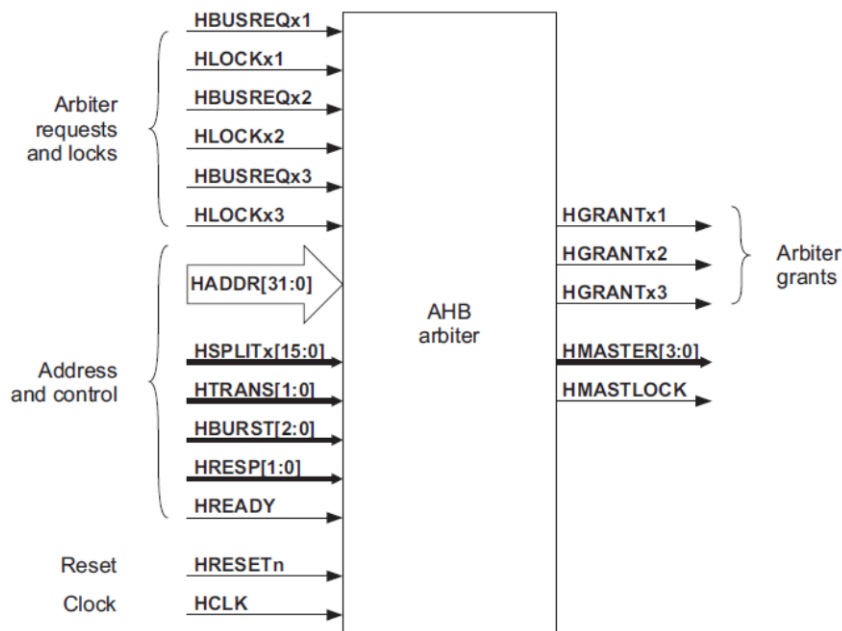 HBUSREQx1
HLOCKx1
HBUSREQx2
HLOCKx2
HBUSREQx3
HLOCKx3
Arbiter
requests
and locks
HADDR[31:0]
HSPLITx[15:0]
HTRANS[1:0]
HBURST[2:0]
HRESP[1:0]
HREADY
Address
and control
Reset
HRESETn
Clock
HCLK
AHB
arbiter
HGRANTx1
HGRANTx2
HGRANTx3
Arbiter
grants
HMASTER[3:0]
HMASTLOCK